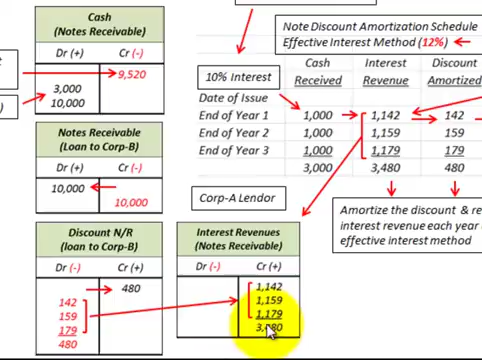 Cash
(Notes Receivable)
Dr (+) Cr (-)
9,520
3,000
10,000
Notes Receivable
(Loan to Corp-B)
Dr (+) Cr (-)
10,000
10,000
Discount N/R
(loan to Corp-B)
Dr (-) Cr (+)
480
142
159
179
480
Interest Revenues
(Notes Receivable)
Dr (-) Cr (+)
1,142
1,159
1,179
Corp-A Lendor
Note Discount Amortization Schedule
Effective Interest Method (12%)
10% Interest
Cash Interest Discount
Received Revenue Amortized
Date of Issue
End of Year 1 1,000 1,142 142
End of Year 2 1,000 1,159 159
End of Year 3 1,000 1,179 179
3,000 3,480 480
Amortize the discount & re
interest revenue each year
effective interest method